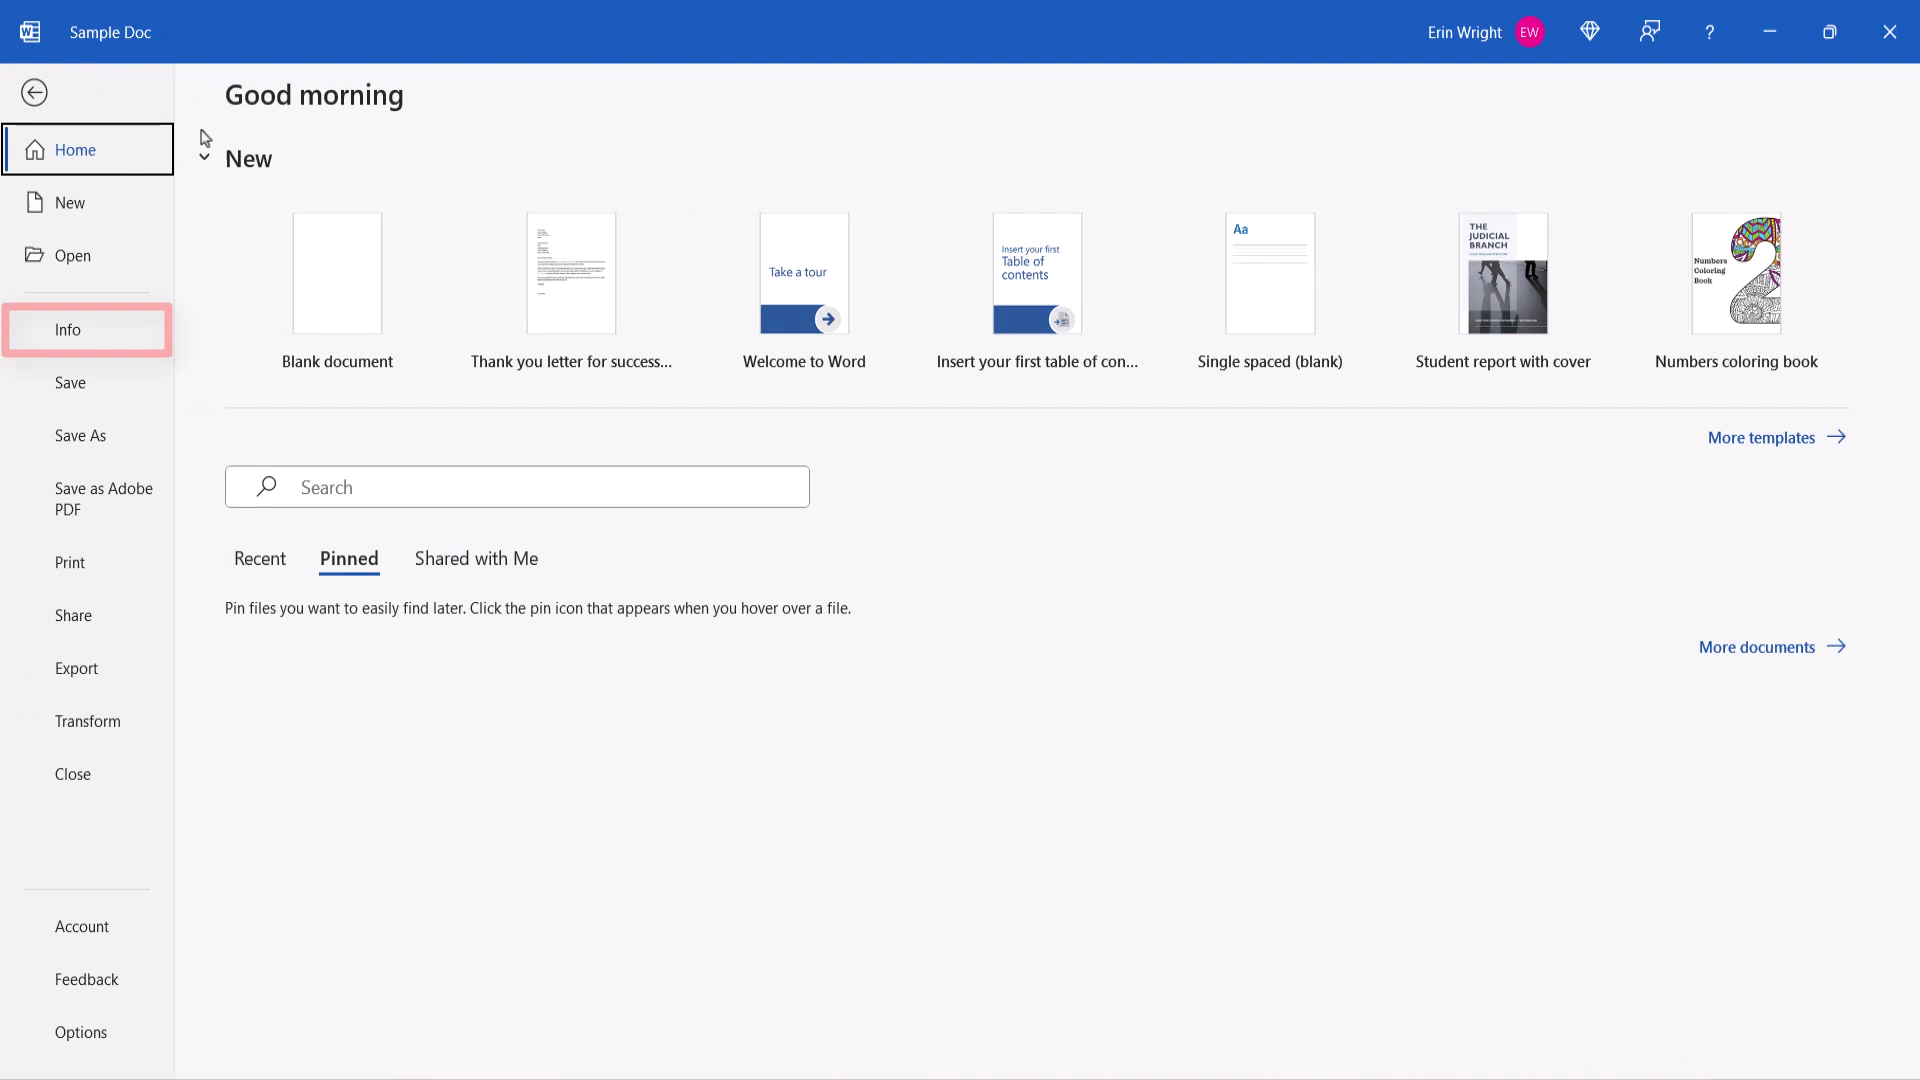 Sample Doc
Erin Wright EW ?
Home
New
Open
Info
Save
Save As
Save as Adobe
PDF
Print
Share
Export
Transform
Close
Account
Feedback
Options
Good morning
New
Take a tour
Insert your first
Table of
contents
Aa
THE
JUDICIAL
BRANCH
Numbers
Coloring
Book
Blank document
Thank you letter for success...
Welcome to Word
Insert your first table of con...
Single spaced (blank)
Student report with cover
Numbers coloring book
More templates
Search
Recent Pinned Shared with Me
Pin files you want to easily find later. Click the pin icon that appears when you hover over a file.
More documents